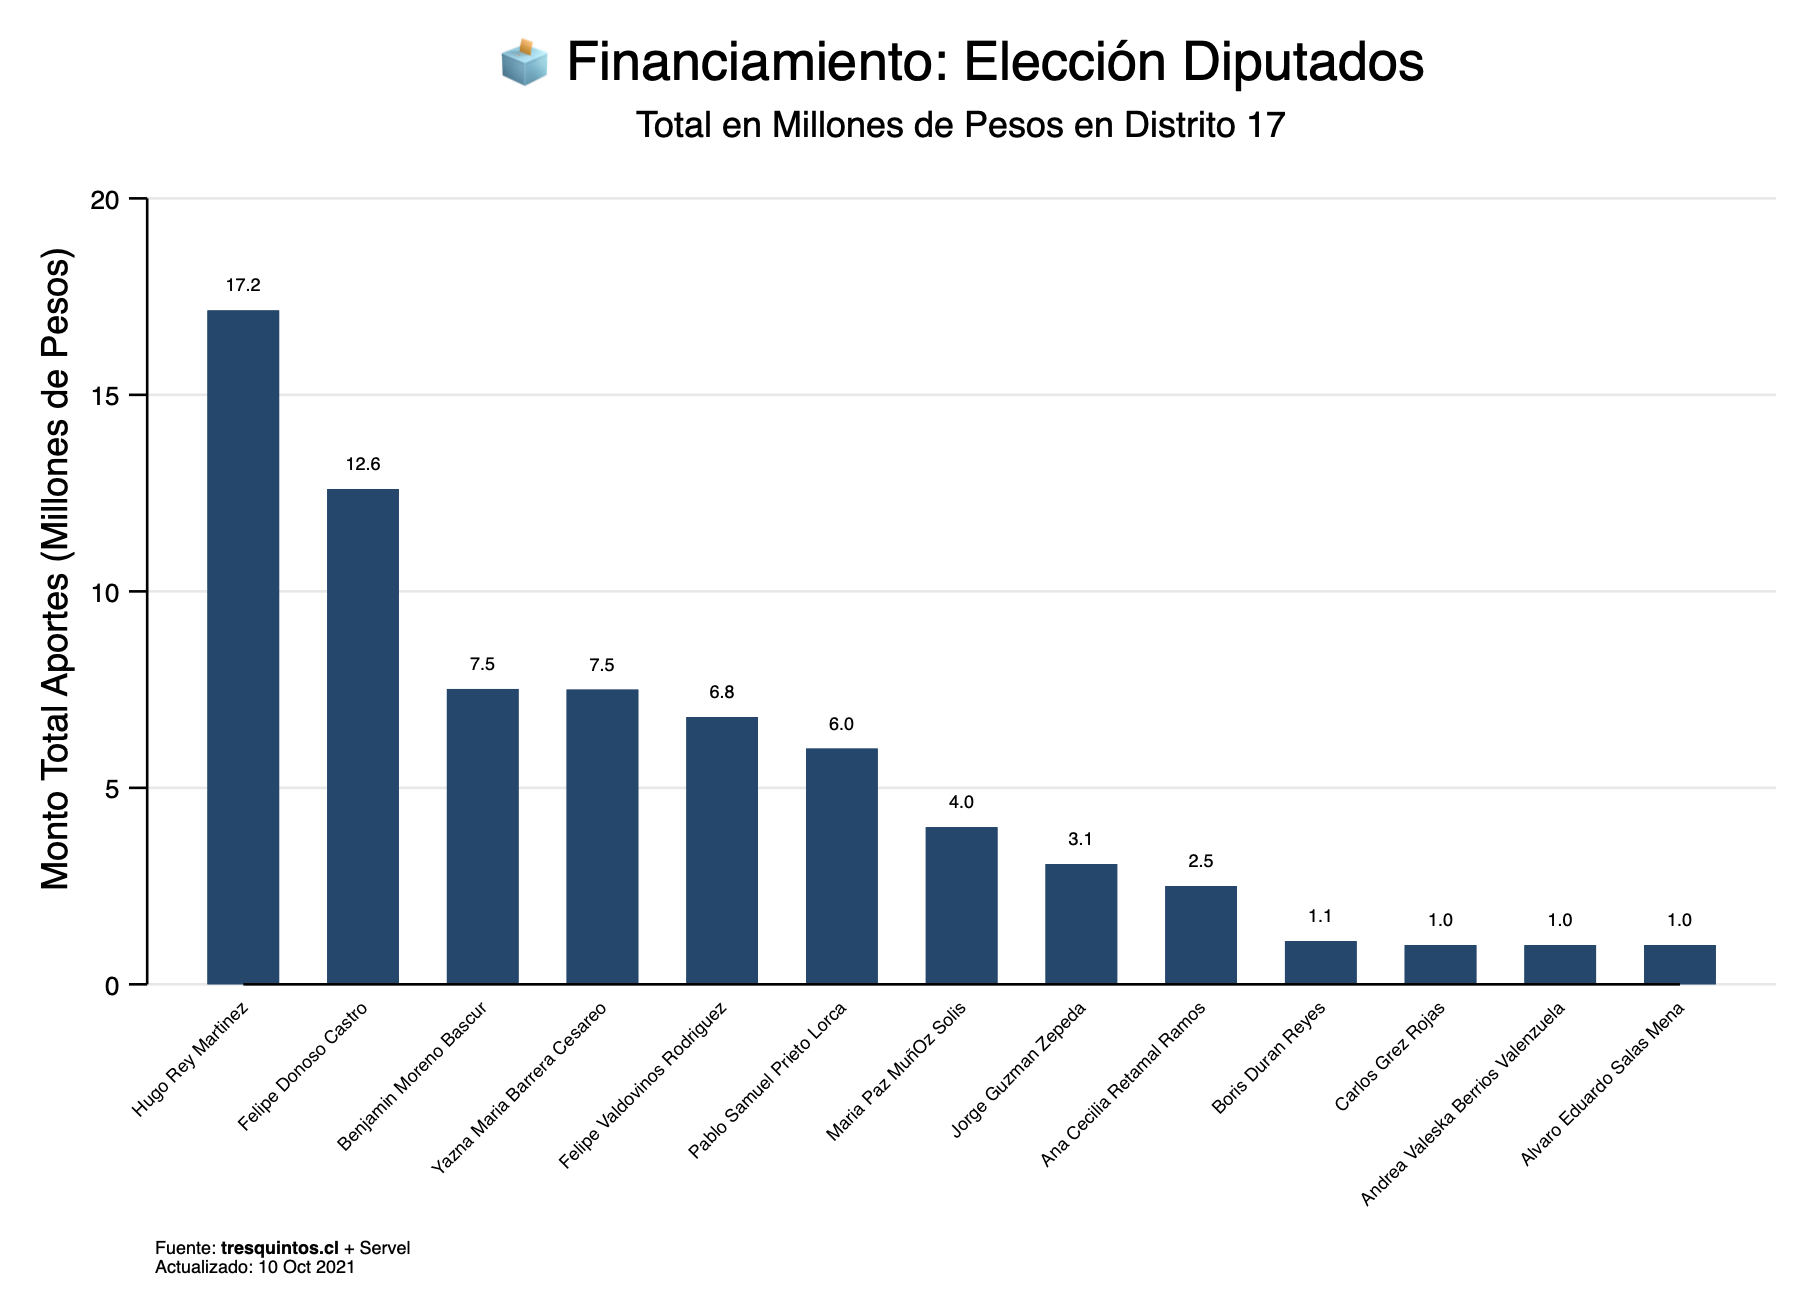 Financiamiento: Elección Diputados
Total en Millones de Pesos en Distrito 17
Monto Total Aportes (Millones de Pesos)
20
15
10
5
0
17.2
12.6
7.5
7.5
6.8
6.0
4.0
3.1
2.5
1.1
1.0
1.0
1.0
Hugo Rey Martinez
Felipe Donoso Castro
Benjamin Moreno Bascur
Yazna Maria Barrera Cesareo
Felipe Valdovinos Rodriguez
Pablo Samuel Prieto Lorca
Maria Paz MuñOz Solis
Jorge Guzman Zepeda
Ana Cecilia Retamal Ramos
Boris Duran Reyes
Carlos Grez Rojas
Andrea Valeska Berrios Valenzuela
Alvaro Eduardo Salas Mena
Fuente: tresquintos.cl + Servel
Actualizado: 10 Oct 2021